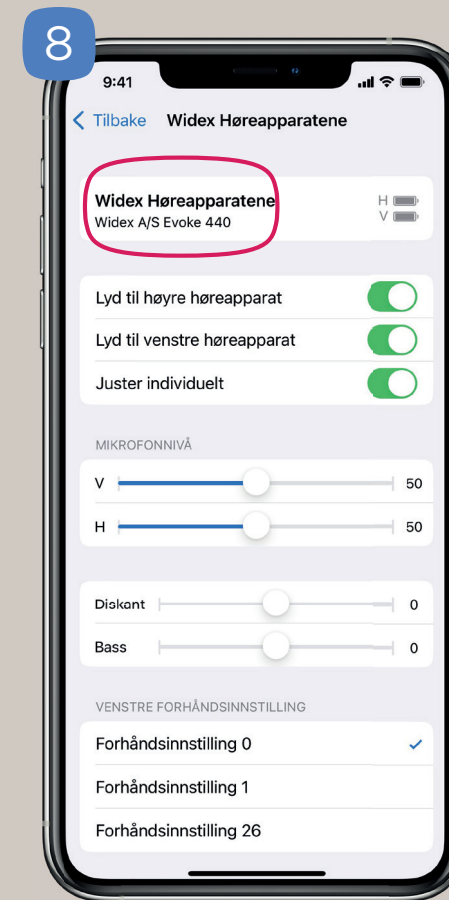 8
9:41
Tilbake Widex Høreapparatene
Widex Høreapparatene H
Widex A/S Evoke 440 V
Lyd til høyre høreapparat
Lyd til venstre høreapparat
Juster individuelt
MIKROFONNIVÅ
V 50
H 50
Diskant 0
Bass 0
VENSTRE FORHÅNDSINNSTILLING
Forhåndsinnstilling 0
Forhåndsinnstilling 1
Forhåndsinnstilling 26